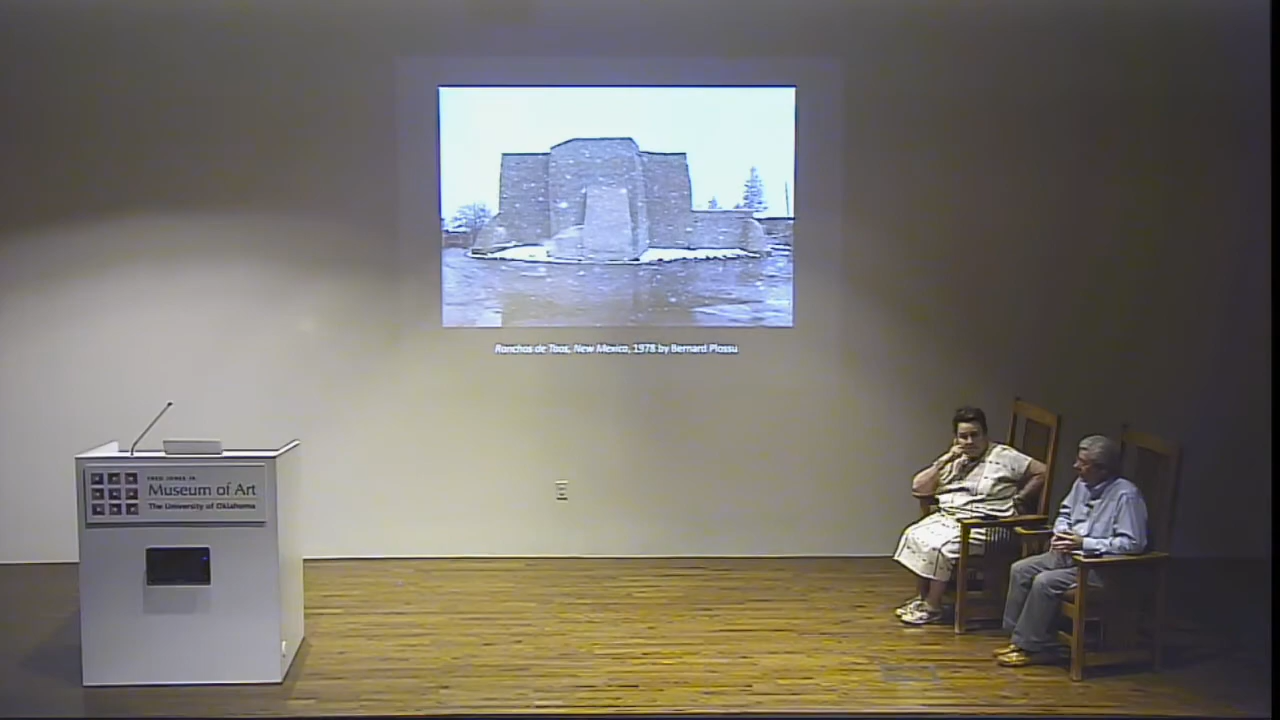 Ranchos de Taos, New Mexico, 1978 by Bernard Plossu
FRED JONES JR.
Museum of Art
The University of Oklahoma